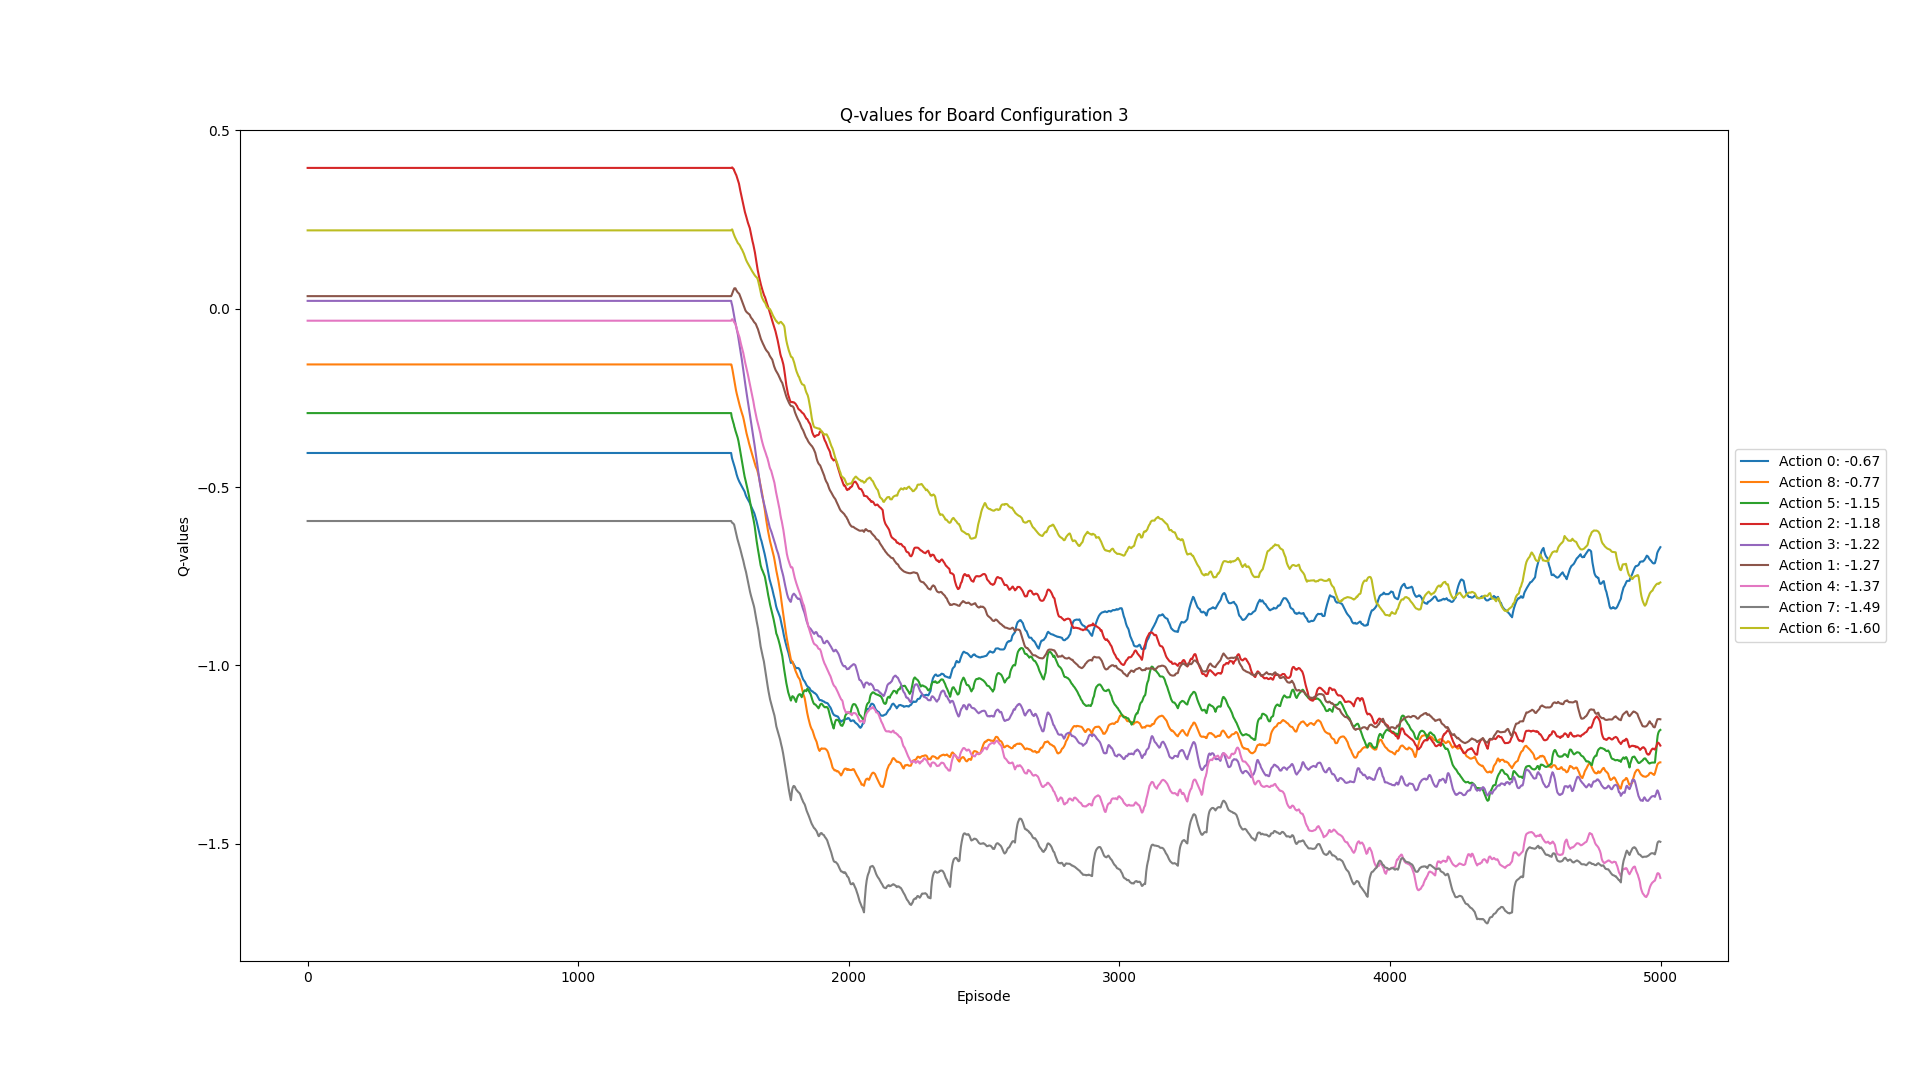 Q-values for Board Configuration 3
0.5
0.0
−0.5
−1.0
−1.5
Q-values
0
1000
2000
3000
4000
5000
Episode
Action 0: -0.67
Action 8: -0.77
Action 5: -1.15
Action 2: -1.18
Action 3: -1.22
Action 1: -1.27
Action 4: -1.37
Action 7: -1.49
Action 6: -1.60